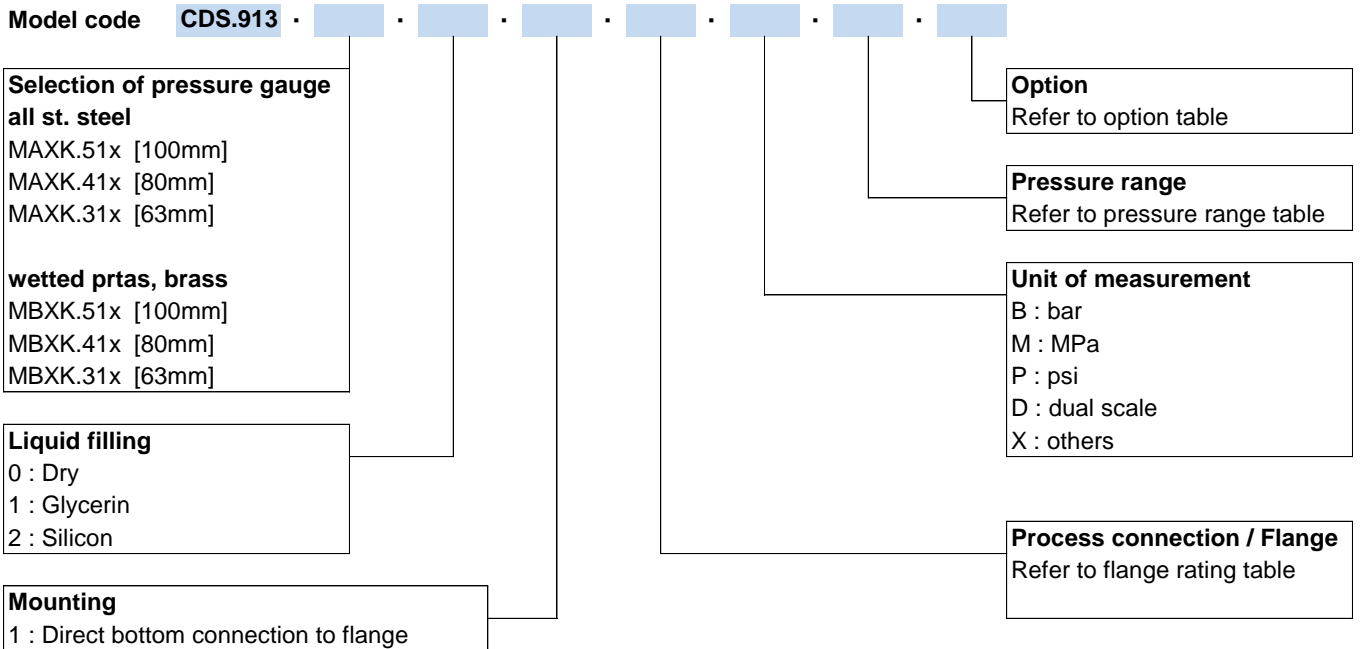 Model code CDS.913 · · · · · · ·
Selection of pressure gauge
all st. steel
MAXK.51x [100mm]
MAXK.41x [80mm]
MAXK.31x [63mm]
wetted prtas, brass
MBXK.51x [100mm]
MBXK.41x [80mm]
MBXK.31x [63mm]
Liquid filling
0 : Dry
1 : Glycerin
2 : Silicon
Mounting
1 : Direct bottom connection to flange
Option
Refer to option table
Pressure range
Refer to pressure range table
Unit of measurement
B : bar
M : MPa
P : psi
D : dual scale
X : others
Process connection / Flange
Refer to flange rating table